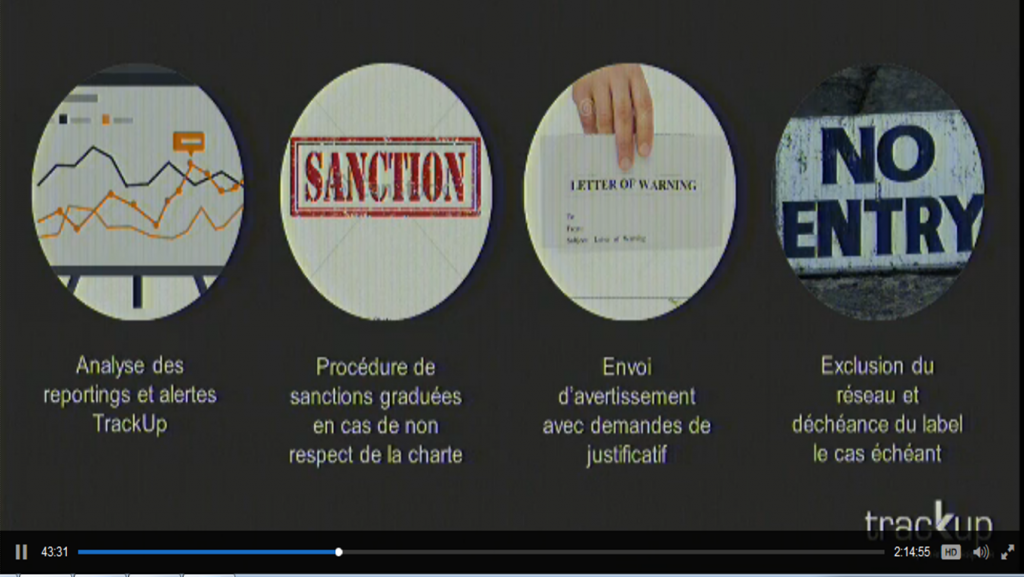 SANCTION
LETTER OF WARNING
To
From
Subject Letter of Warning
NO
ENTRY
Analyse des
reportings et alertes
TrackUp
Procédure de
sanctions graduées
en cas de non
respect de la charte
Envoi
d'avertissement
avec demandes de
justificatif
Exclusion du
réseau et
déchéance du label
le cas échéant
trackup
43:31
2:14:55
HD